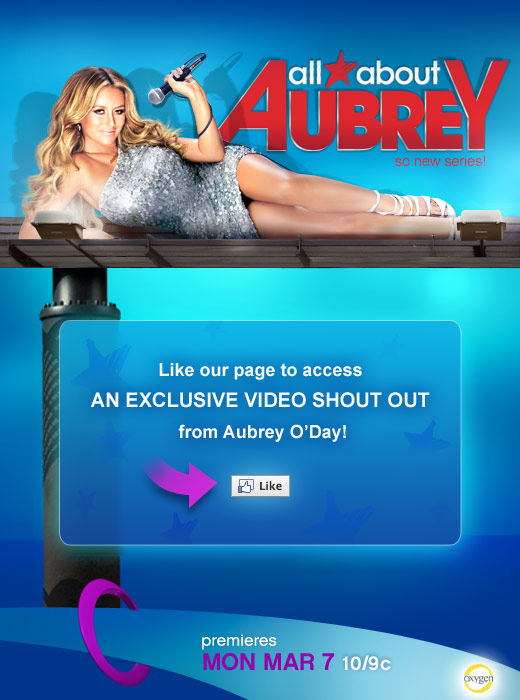 all★about
AUBREY
so new series!
Like our page to access
AN EXCLUSIVE VIDEO SHOUT OUT
from Aubrey O’Day!
Like
premieres
MON MAR 7 10/9c
oxygen